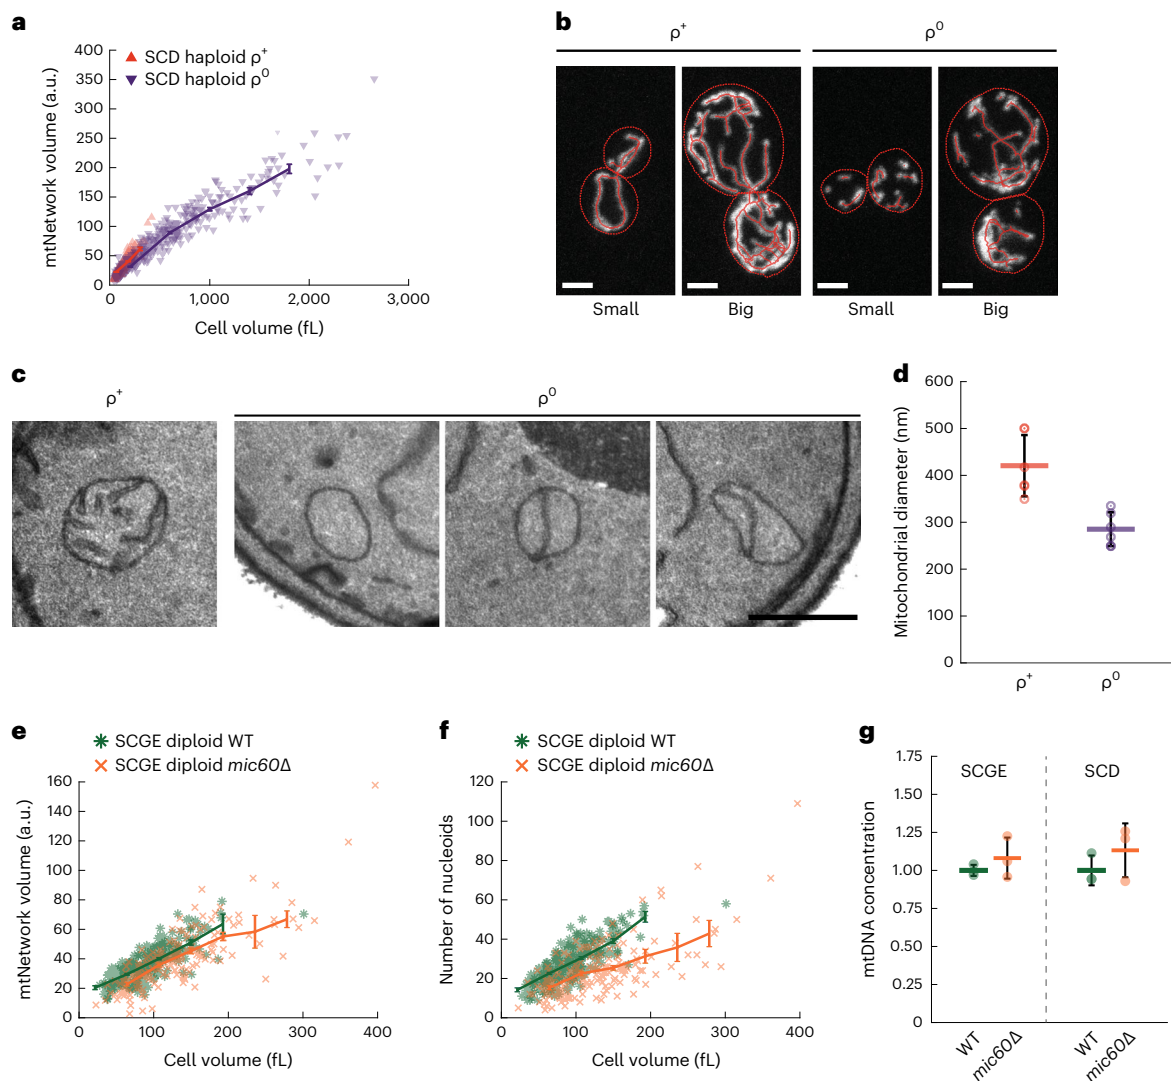 a
mtNetwork volume (a.u.)
400
350
300
250
200
150
100
50
0
SCD haploid ρ⁺
SCD haploid ρ⁰
0
1,000
2,000
3,000
Cell volume (fL)
b
ρ⁺
ρ⁰
Small
Big
Small
Big
c
ρ⁺
ρ⁰
d
Mitochondrial diameter (nm)
600
500
400
300
200
100
0
ρ⁺
ρ⁰
e
SCGE diploid WT
SCGE diploid mic60Δ
mtNetwork volume (a.u.)
160
140
120
100
80
60
40
20
0
0
100
200
300
400
Cell volume (fL)
f
SCGE diploid WT
SCGE diploid mic60Δ
Number of nucleoids
120
100
80
60
40
20
0
0
100
200
300
400
Cell volume (fL)
g
mtDNA concentration
1.75
1.50
1.25
1.00
0.75
0.50
0.25
0
SCGE
SCD
WT
mic60Δ
WT
mic60Δ